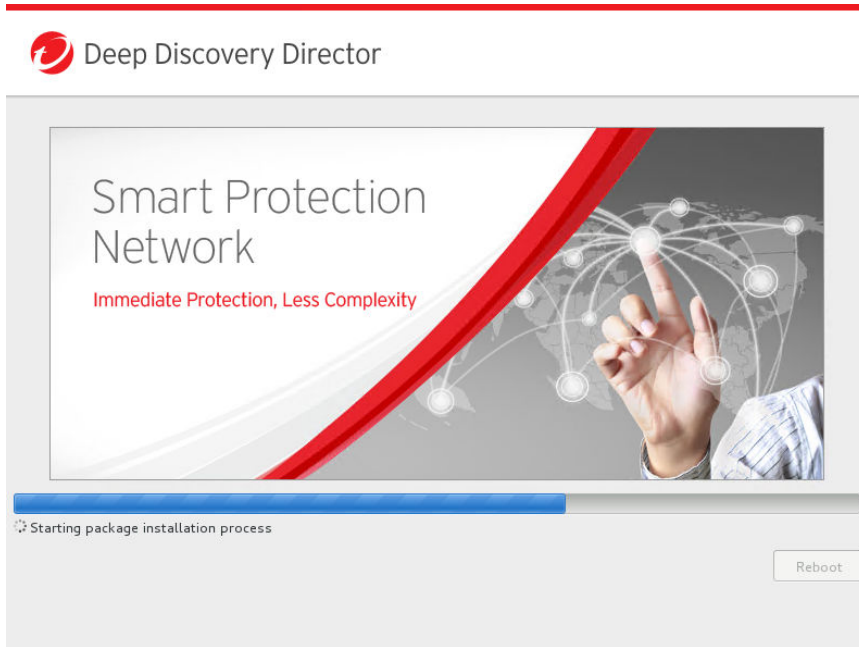 Deep Discovery Director
Smart Protection
Network
Immediate Protection, Less Complexity
Starting package installation process
Reboot